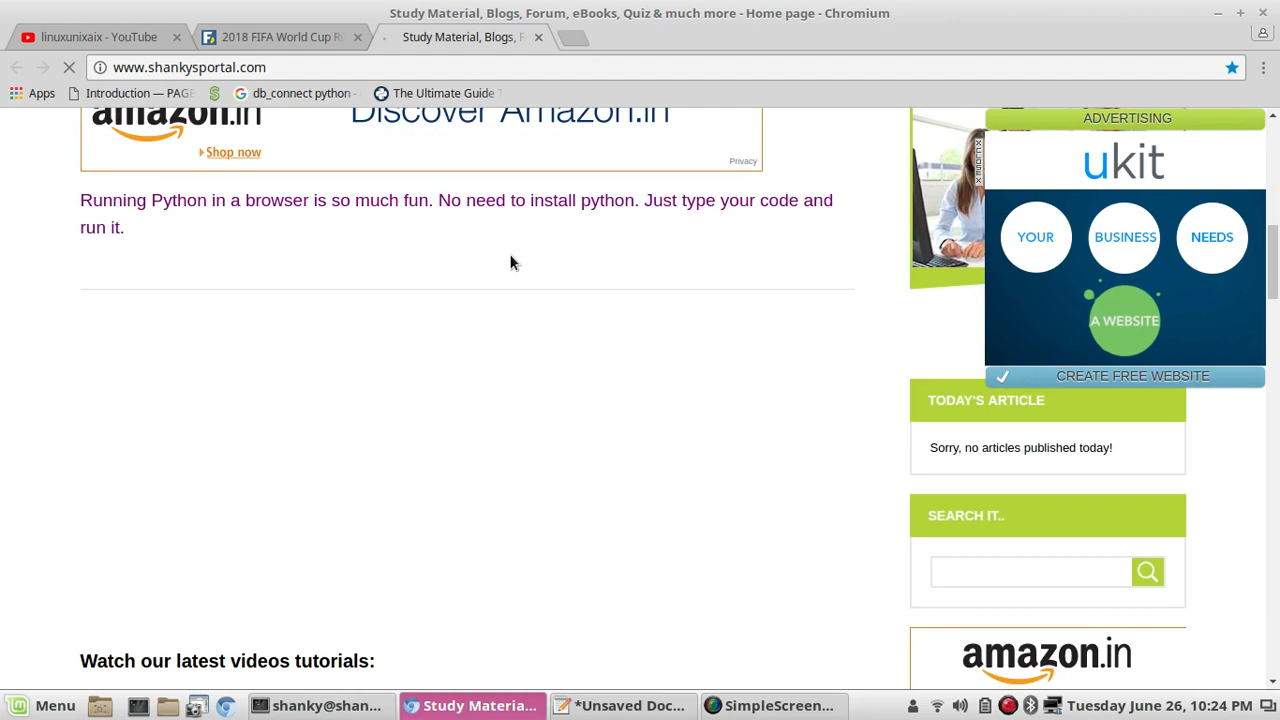 Study Material, Blogs, Forum, eBooks, Quiz & much more - Home page - Chromium
linuxunixaix - YouTube
2018 FIFA World Cup Ru
Study Material, Blogs, F
www.shankysportal.com
Apps
Introduction — PAGE
db_connect python -
The Ultimate Guide T
amazon.in
Discover Amazon.in
Shop now
Privacy
Running Python in a browser is so much fun. No need to install python. Just type your code and
run it.
ADVERTISING
ukit
YOUR
BUSINESS
NEEDS
A WEBSITE
CREATE FREE WEBSITE
TODAY'S ARTICLE
Sorry, no articles published today!
SEARCH IT..
Watch our latest videos tutorials:
amazon.in
Menu
shanky@shan...
Study Materia...
*Unsaved Doc...
SimpleScreen...
Tuesday June 26, 10:24 PM